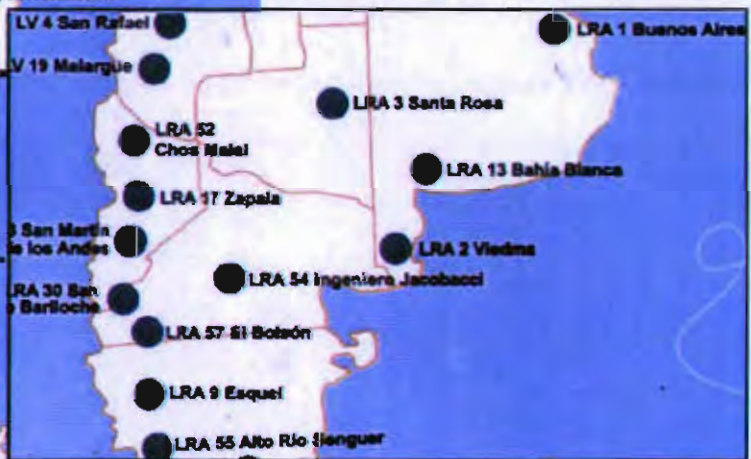 LV 4 San Rafael
LRA 1 Buenos Aires
V 19 Malargüe
LRA 3 Santa Rosa
LRA 52
Chos Malal
LRA 13 Bahía Blanca
LRA 17 Zapala
San Martín
de los Andes
LRA 2 Viedma
LRA 54 Ingeniero Jacobacci
LRA 30 San
Bariloche
LRA 57 El Bolsón
LRA 9 Esquel
LRA 55 Alto Río Senguer